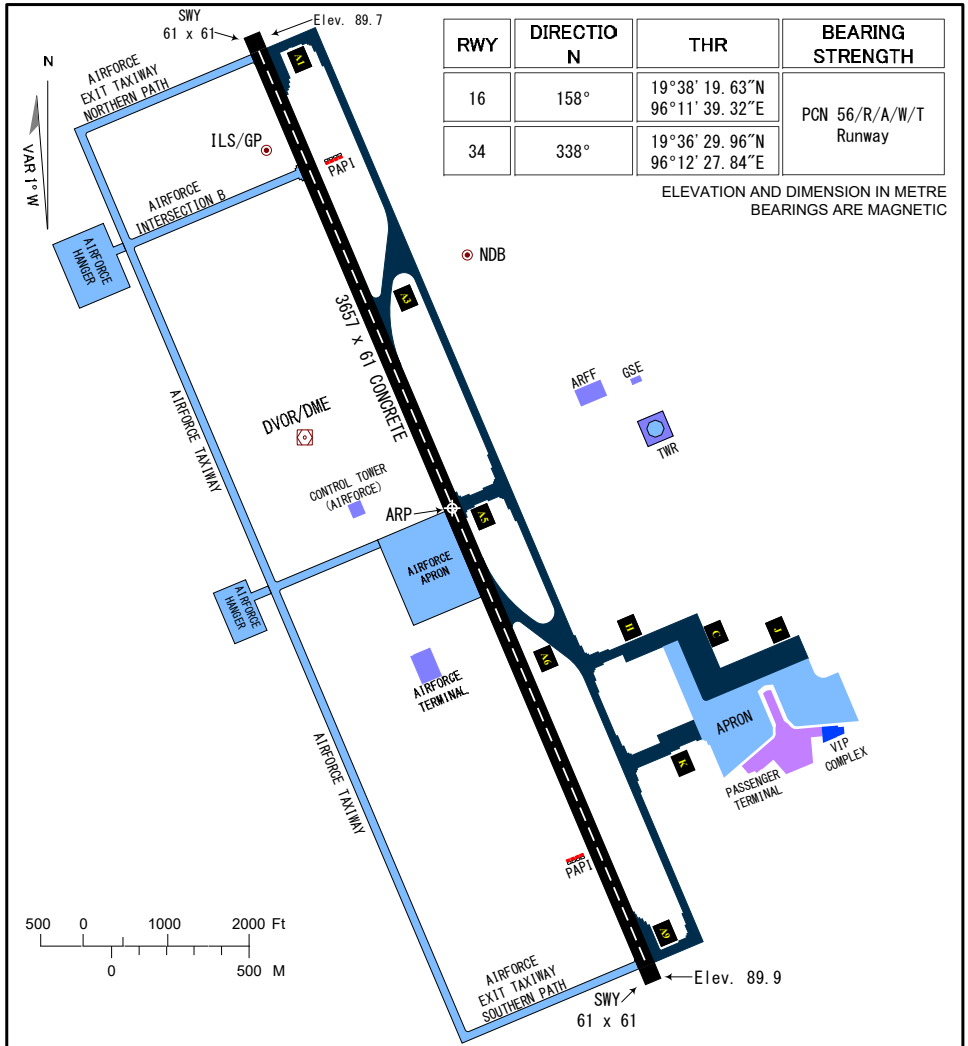 SWY
61 x 61
Elev. 89.7
RWY
DIRECTIO
N
THR
BEARING
STRENGTH
16
158°
19°38' 19.63"N
96°11' 39.32"E
PCN 56/R/A/W/T
Runway
34
338°
19°36' 29.96"N
96°12' 27.84"E
ELEVATION AND DIMENSION IN METRE
BEARINGS ARE MAGNETIC
N
VAR 1° W
AIRFORCE
EXIT TAXIWAY
NORTHERN PATH
A1
ILS/GP
PAPI
AIRFORCE
INTERSECTION B
AIRFORCE
HANGER
NDB
A3
3657 x 61 CONCRETE
ARFF
GSE
TWR
AIRFORCE TAXIWAY
DVOR/DME
CONTROL TOWER
(AIRFORCE)
ARP
A5
AIRFORCE
APRON
AIRFORCE
HANGER
H
C
J
A6
AIRFORCE
TERMINAL
APRON
K
VIP
COMPLEX
PASSENGER
TERMINAL
AIRFORCE TAXIWAY
PAPI
A9
500 0 1000 2000 Ft
0 500 M
AIRFORCE
EXIT TAXIWAY
SOUTHERN PATH
Elev. 89.9
SWY
61 x 61